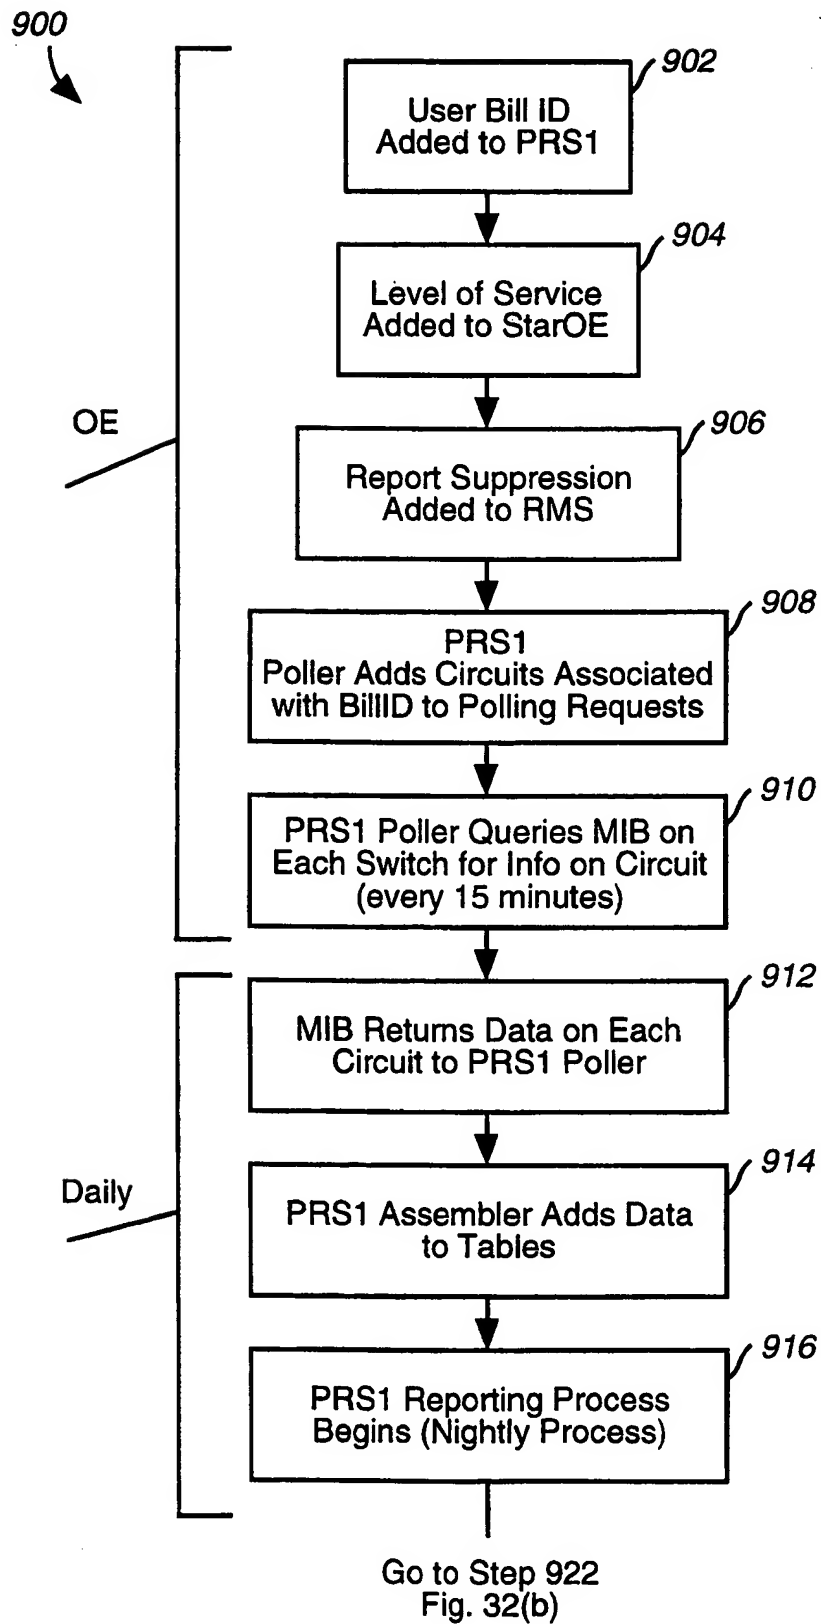 900
902
User Bill ID
Added to PRS1
904
Level of Service
Added to StarOE
OE
906
Report Suppression
Added to RMS
908
PRS1
Poller Adds Circuits Associated
with BillID to Polling Requests
910
PRS1 Poller Queries MIB on
Each Switch for Info on Circuit
(every 15 minutes)
912
MIB Returns Data on Each
Circuit to PRS1 Poller
Daily
914
PRS1 Assembler Adds Data
to Tables
916
PRS1 Reporting Process
Begins (Nightly Process)
Go to Step 922
Fig. 32(b)